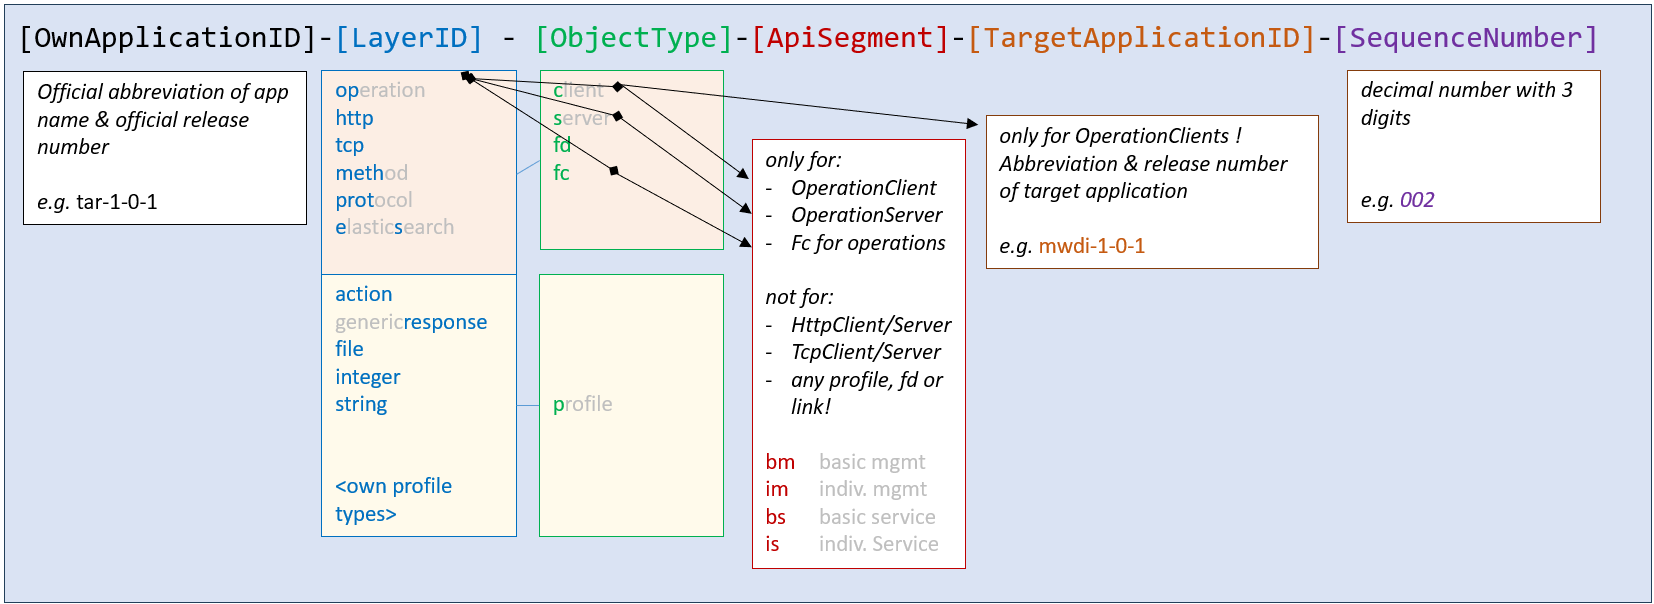 [OwnApplicationID]-[LayerID] - [ObjectType]-[ApiSegment]-[TargetApplicationID]-[SequenceNumber]
Official abbreviation of app
name & official release
number
e.g. tar-1-0-1
operation
http
tcp
method
protocol
elasticsearch
action
genericresponse
file
integer
string
<own profile
types>
client
server
fd
fc
profile
only for:
- OperationClient
- OperationServer
- Fc for operations
not for:
- HttpClient/Server
- TcpClient/Server
- any profile, fd or
link!
bm basic mgmt
im indiv. mgmt
bs basic service
is indiv. Service
only for OperationClients !
Abbreviation & release number
of target application
e.g. mwdi-1-0-1
decimal number with 3
digits
e.g. 002